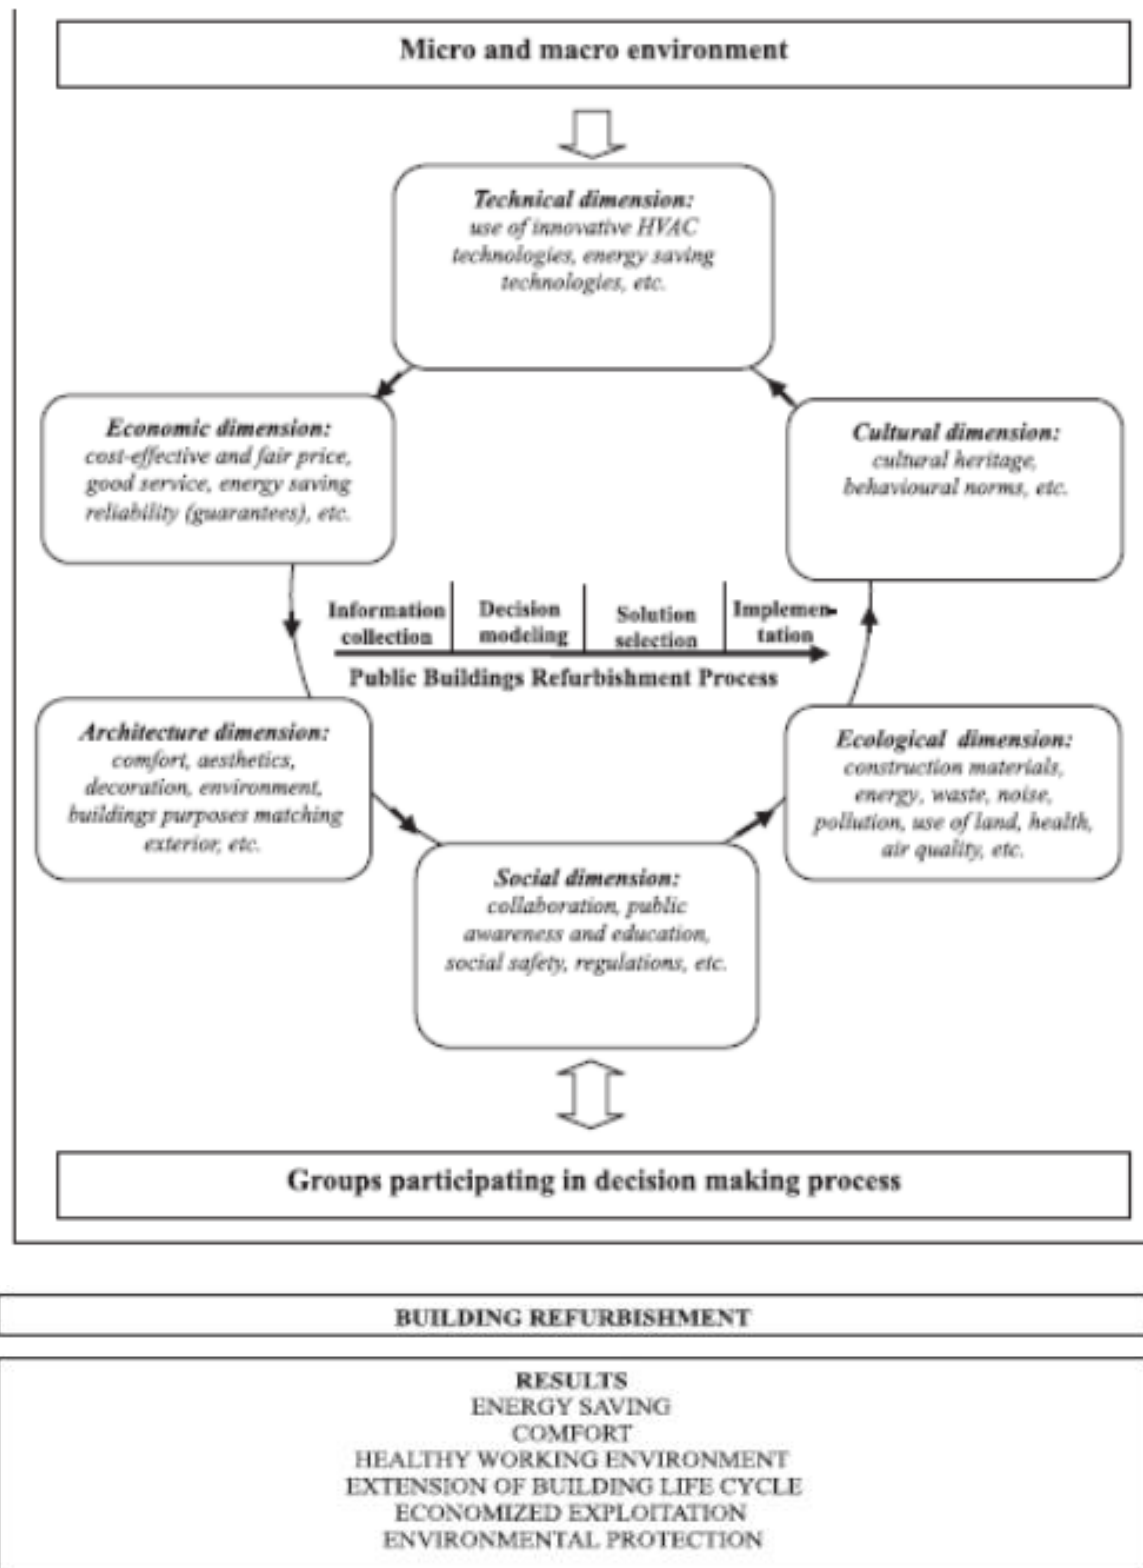 Micro and macro environment
Technical dimension:
use of innovative HVAC
technologies, energy saving
technologies, etc.
Economic dimension:
cost-effective and fair price,
good service, energy saving
reliability (guarantees), etc.
Cultural dimension:
cultural heritage,
behavioural norms, etc.
Information
collection
Decision
modeling
Solution
selection
Implemen-
tation
Public Buildings Refurbishment Process
Architecture dimension:
comfort, aesthetics,
decoration, environment,
buildings purposes matching
exterior, etc.
Ecological dimension:
construction materials,
energy, waste, noise,
pollution, use of land, health,
air quality, etc.
Social dimension:
collaboration, public
awareness and education,
social safety, regulations, etc.
Groups participating in decision making process
BUILDING REFURBISHMENT
RESULTS
ENERGY SAVING
COMFORT
HEALTHY WORKING ENVIRONMENT
EXTENSION OF BUILDING LIFE CYCLE
ECONOMIZED EXPLOITATION
ENVIRONMENTAL PROTECTION